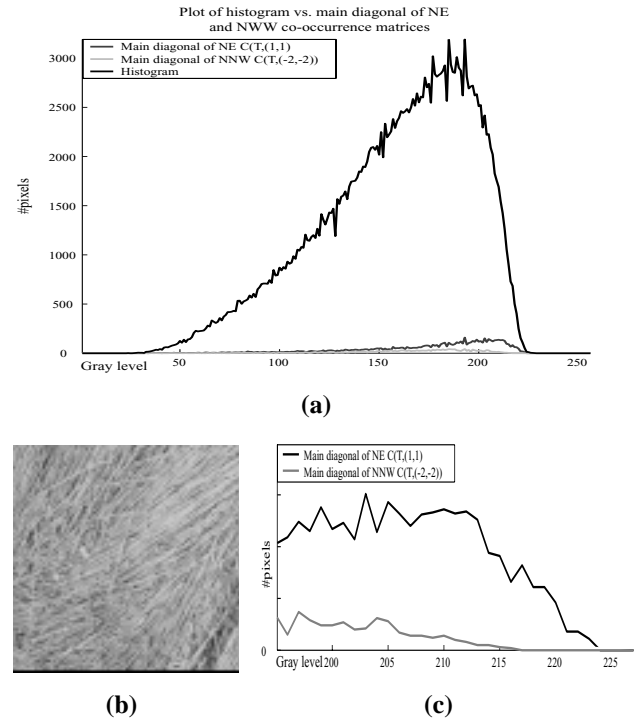 Plot of histogram vs. main diagonal of NE
and NWW co-occurrence matrices
Main diagonal of NE C(T,(1,1)
Main diagonal of NNW C(T,(-2,-2))
Histogram
3000
2500
2000
1500
1000
500
0
#pixels
Gray level
50
100
150
200
250
(a)
(b)
Main diagonal of NE C(T,(1,1)
Main diagonal of NNW C(T,(-2,-2))
#pixels
0
Gray level
200
205
210
215
220
225
(c)